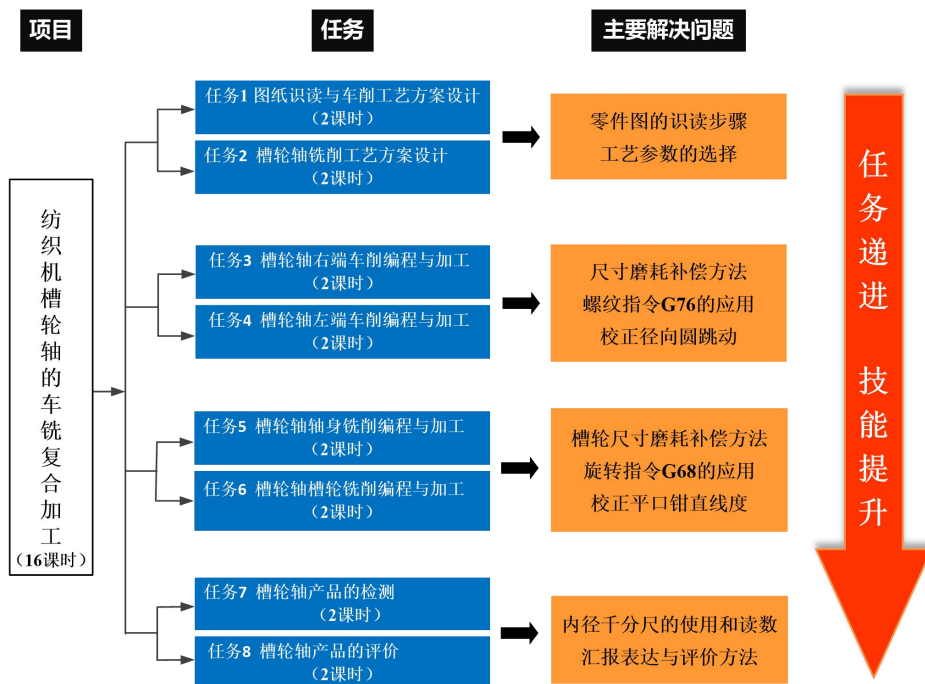 项目
任务
主要解决问题
纺织机槽轮轴的车铣复合加工
（16课时）
任务1 图纸识读与车削工艺方案设计
（2课时）
任务2 槽轮轴铣削工艺方案设计
（2课时）
零件图的识读步骤
工艺参数的选择
任务3 槽轮轴右端车削编程与加工
（2课时）
任务4 槽轮轴左端车削编程与加工
（2课时）
尺寸磨耗补偿方法
螺纹指令G76的应用
校正径向圆跳动
任务5 槽轮轴轴身铣削编程与加工
（2课时）
任务6 槽轮轴槽轮铣削编程与加工
（2课时）
槽轮尺寸磨耗补偿方法
旋转指令G68的应用
校正平口钳直线度
任务7 槽轮轴产品的检测
（2课时）
任务8 槽轮轴产品的评价
（2课时）
内径千分尺的使用和读数
汇报表达与评价方法
任务递进 技能提升